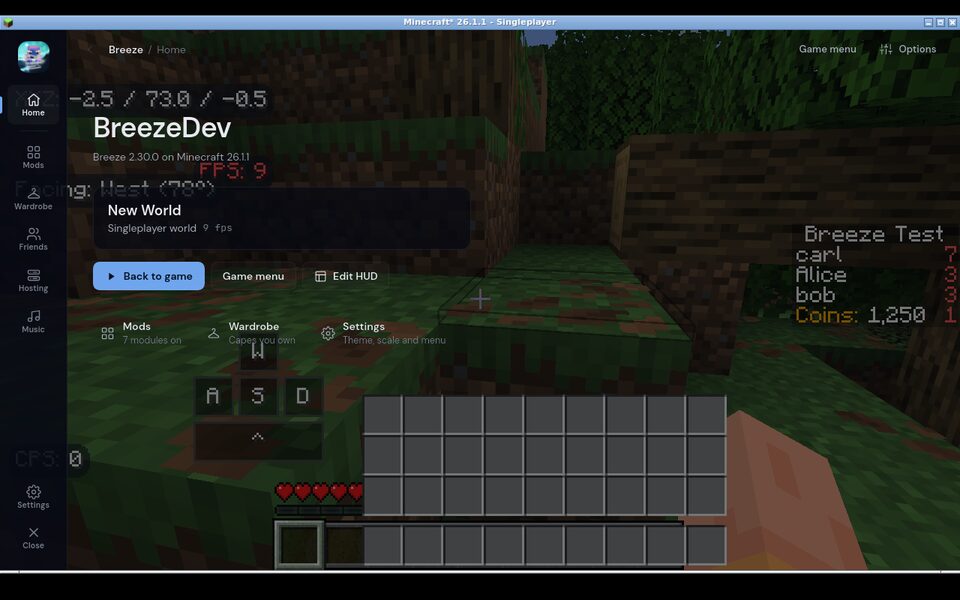 Minecraft* 26.1.1 - Singleplayer
Breeze / Home
Game menu
Options
Home
-2.5 / 73.0 / -0.5
BreezeDev
Breeze 2.30.0 on Minecraft 26.1.1
FPS: 9
Mods
Facing: West (78°)
Wardrobe
New World
Singleplayer world 9 fps
Friends
Breeze Test
carl 7
Alice 3
bob 3
Coins: 1,250 1
Hosting
Back to game
Game menu
Edit HUD
Music
Mods
7 modules on
Wardrobe
Capes you own
Settings
Theme, scale and menu
W
A S D
^
CPS: 0
Settings
Close